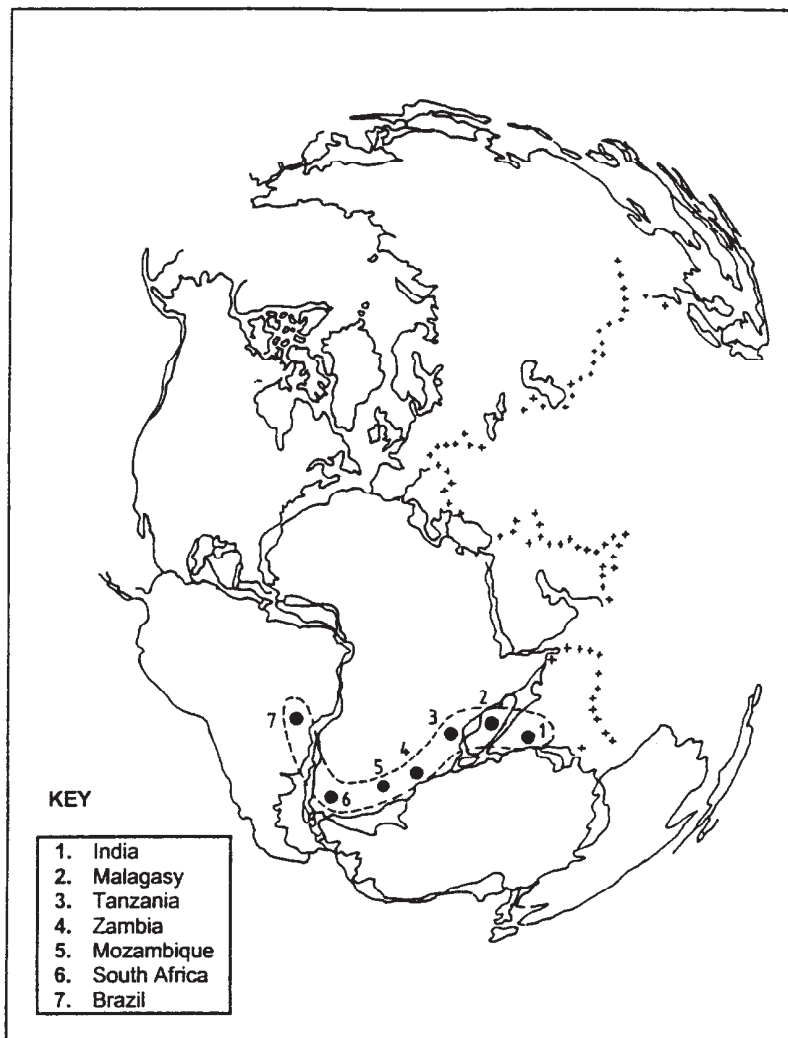 2
1
3
7
4
5
6
KEY
1. India
2. Malagasy
3. Tanzania
4. Zambia
5. Mozambique
6. South Africa
7. Brazil